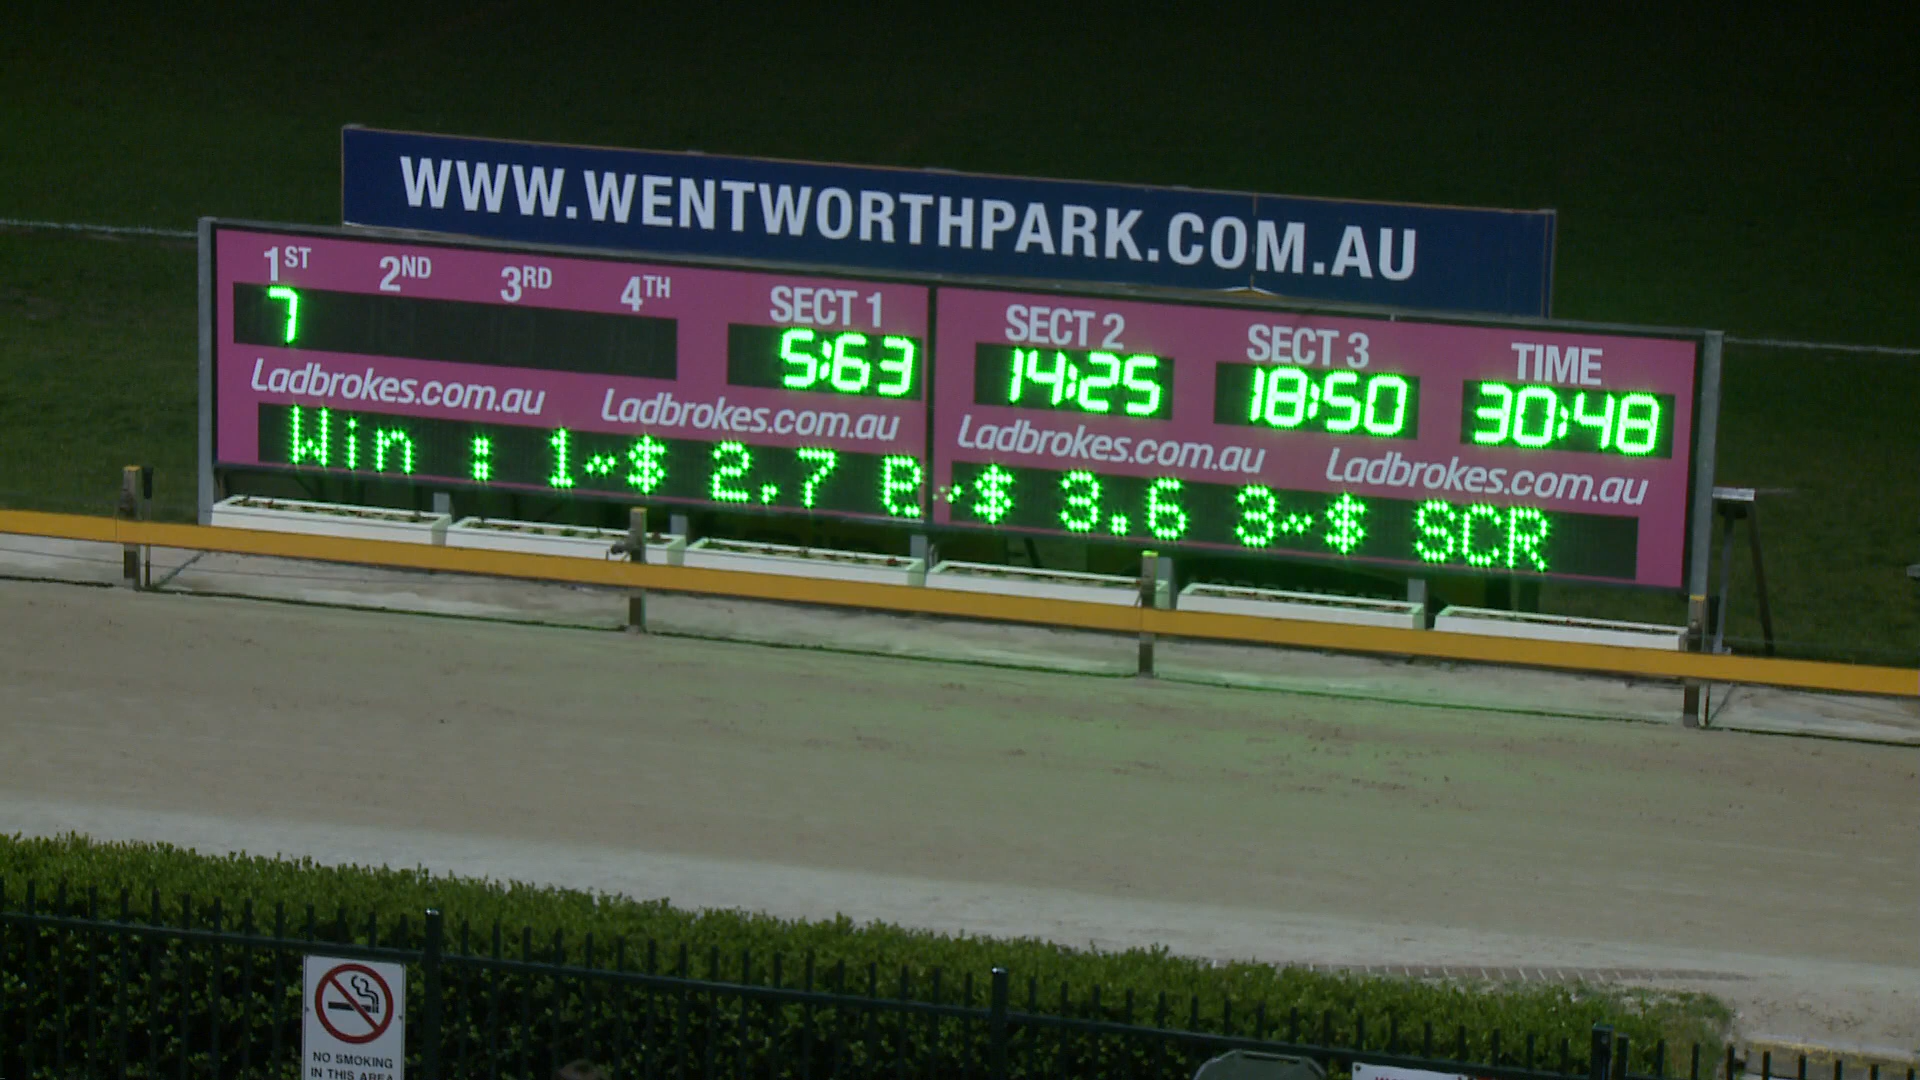 WWW.WENTWORTHPARK.COM.AU
1ST 2ND 3RD 4TH SECT 1 SECT 2 SECT 3 TIME
7 5:63 14:25 18:50 30:48
Ladbrokes.com.au Ladbrokes.com.au Ladbrokes.com.au Ladbrokes.com.au
Win : 1~$ 2.7 ~$ 3.6 3~$ SCR
NO SMOKING
IN THIS AREA